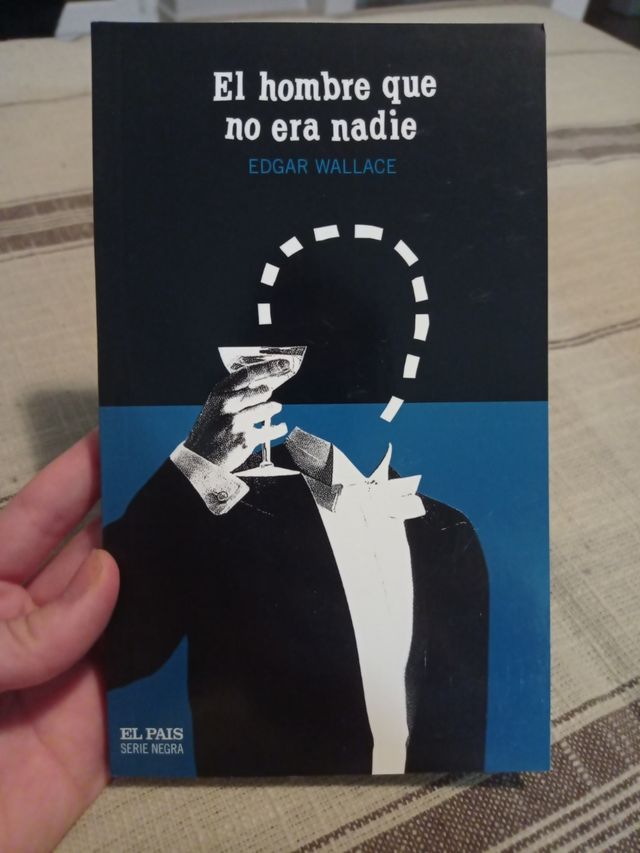 El hombre que
no era nadie
EDGAR WALLACE
EL PAIS
SERIE NEGRA